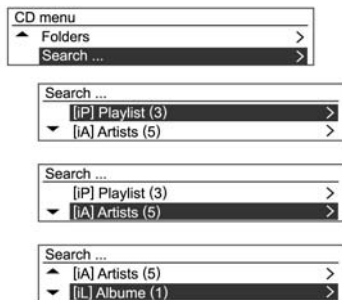 CD menu
Folders >
Search ... >
Search ...
[iP] Playlist (3) >
[iA] Artists (5) >
Search ...
[iP] Playlist (3) >
[iA] Artists (5) >
Search ...
[iA] Artists (5) >
[iL] Albume (1) >